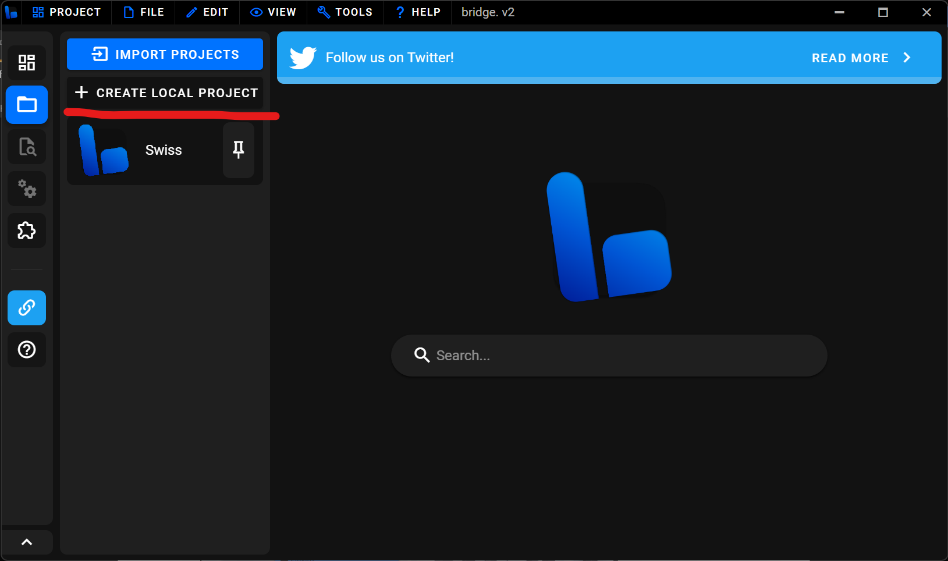 PROJECT FILE EDIT VIEW TOOLS HELP bridge. v2
IMPORT PROJECTS
CREATE LOCAL PROJECT
Swiss
Follow us on Twitter! READ MORE
Search...